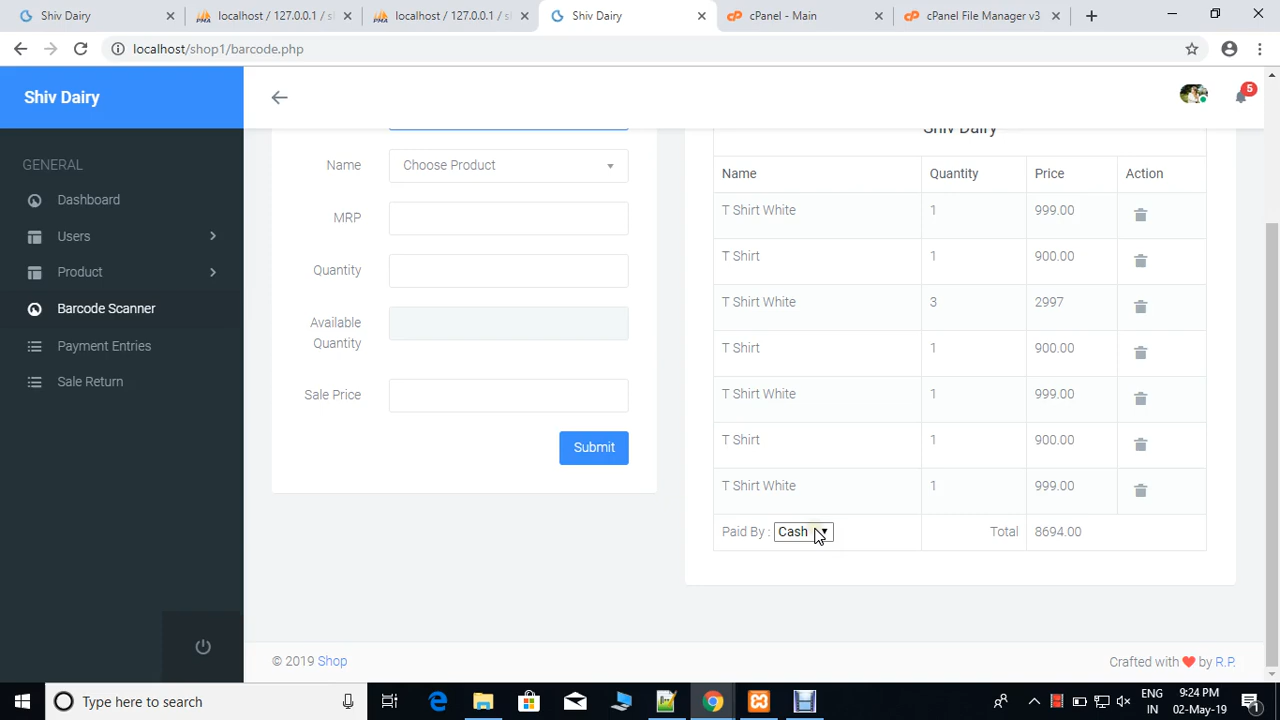 Shiv Dairy
localhost / 127.0.0.1 / s
localhost / 127.0.0.1 / s
Shiv Dairy
cPanel - Main
cPanel File Manager v3
localhost/shop1/barcode.php
Shiv Dairy
5
Shiv Dairy
GENERAL
Dashboard
Users
Product
Barcode Scanner
Payment Entries
Sale Return
Name Choose Product
MRP
Quantity
Available
Quantity
Sale Price
Submit
Name Quantity Price Action
T Shirt White 1 999.00
T Shirt 1 900.00
T Shirt White 3 2997
T Shirt 1 900.00
T Shirt White 1 999.00
T Shirt 1 900.00
T Shirt White 1 999.00
Paid By : Cash Total 8694.00
© 2019 Shop
Crafted with ❤ by R.P.
Type here to search
ENG
IN
9:24 PM
02-May-19
1